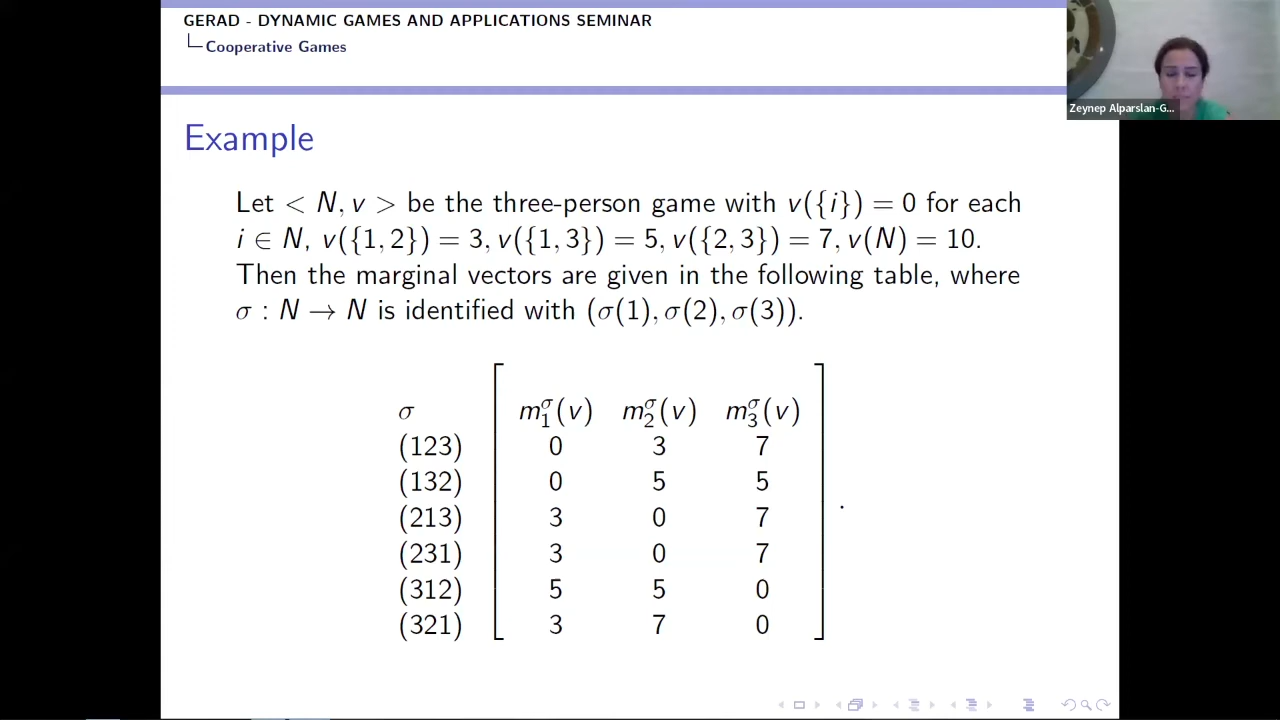 GERAD - DYNAMIC GAMES AND APPLICATIONS SEMINAR
Cooperative Games
Zeynep Alparslan-G...
Example
Let < N, v > be the three-person game with v({i}) = 0 for each
i ∈ N, v({1, 2}) = 3, v({1, 3}) = 5, v({2, 3}) = 7, v(N) = 10.
Then the marginal vectors are given in the following table, where
σ : N → N is identified with (σ(1), σ(2), σ(3)).
σ m₁^σ(v) m₂^σ(v) m₃^σ(v)
(123) 0 3 7
(132) 0 5 5
(213) 3 0 7
(231) 3 0 7
(312) 5 5 0
(321) 3 7 0
.